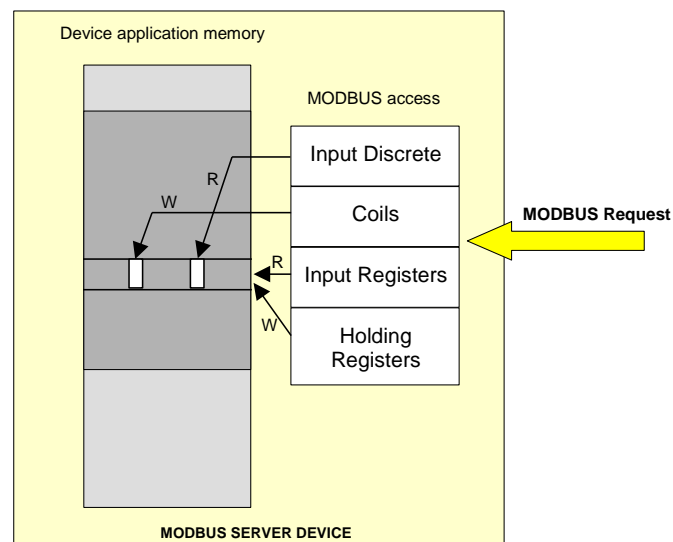 Device application memory
MODBUS access
Input Discrete
R
W
Coils
MODBUS Request
R
Input Registers
W
Holding
Registers
MODBUS SERVER DEVICE